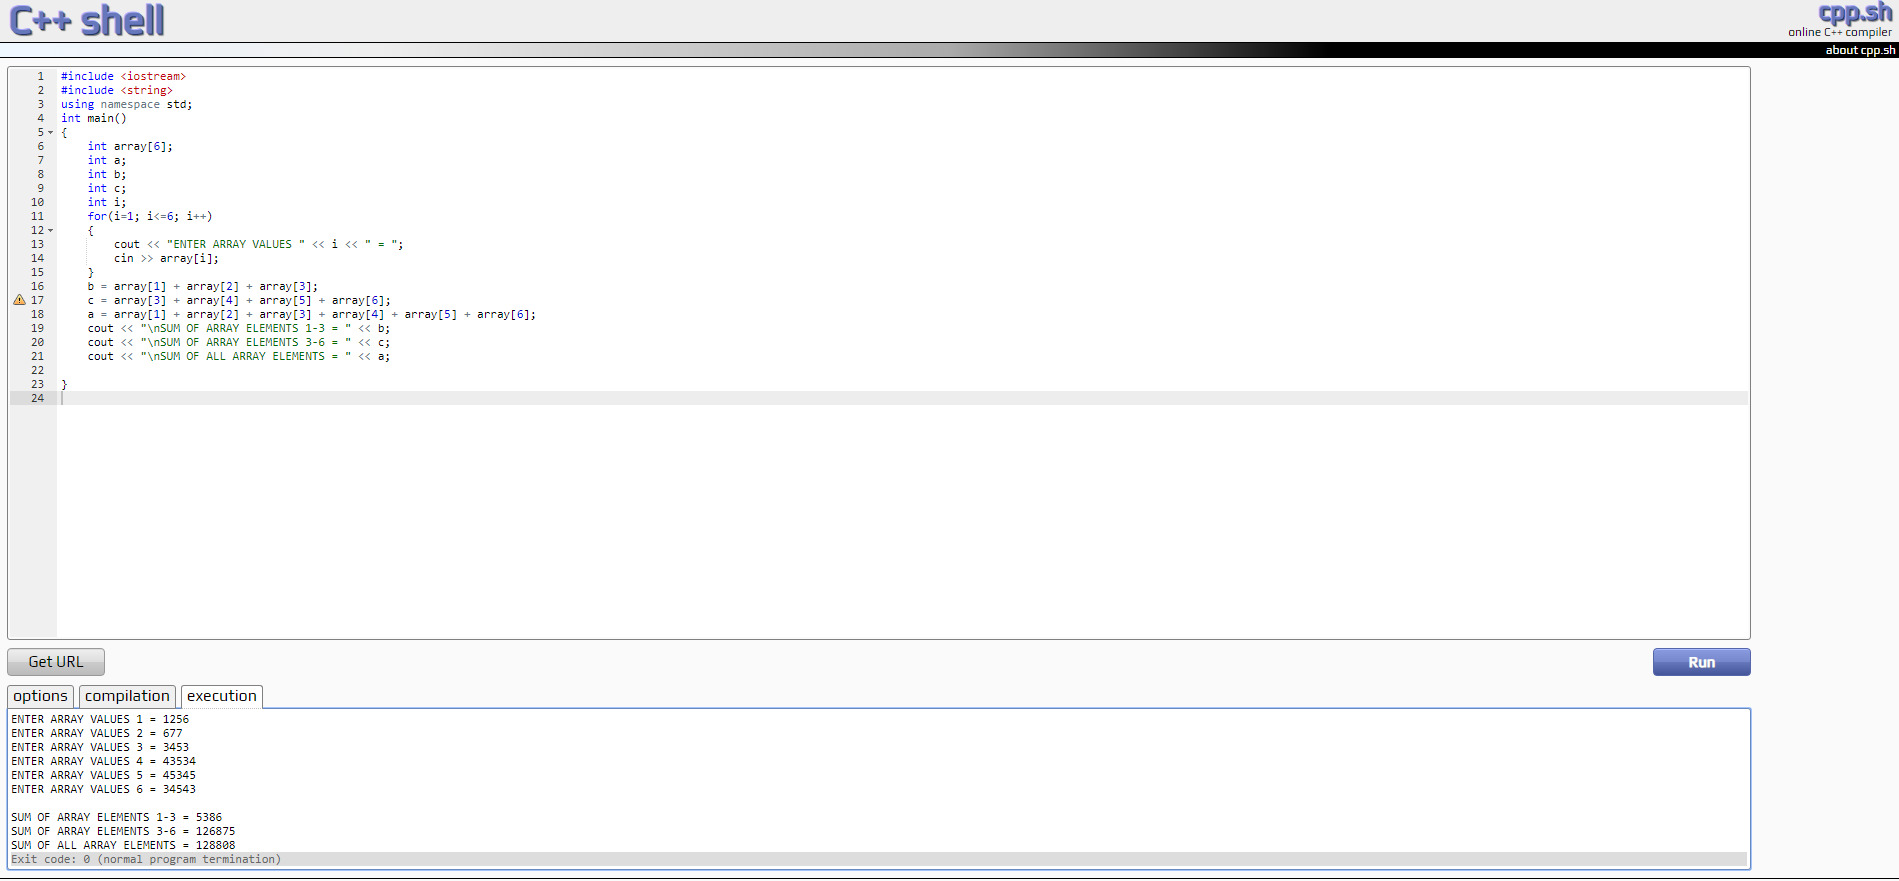 C++ shell
cpp.sh
online C++ compiler
about cpp.sh
1 #include <iostream>
2 #include <string>
3 using namespace std;
4 int main()
5 {
6     int array[6];
7     int a;
8     int b;
9     int c;
10     int i;
11     for(i=1; i<=6; i++)
12     {
13         cout << "ENTER ARRAY VALUES " << i << " = ";
14         cin >> array[i];
15     }
16     b = array[1] + array[2] + array[3];
17     c = array[3] + array[4] + array[5] + array[6];
18     a = array[1] + array[2] + array[3] + array[4] + array[5] + array[6];
19     cout << "\nSUM OF ARRAY ELEMENTS 1-3 = " << b;
20     cout << "\nSUM OF ARRAY ELEMENTS 3-6 = " << c;
21     cout << "\nSUM OF ALL ARRAY ELEMENTS = " << a;
22
23 }
24
Get URL
Run
options compilation execution
ENTER ARRAY VALUES 1 = 1256
ENTER ARRAY VALUES 2 = 677
ENTER ARRAY VALUES 3 = 3453
ENTER ARRAY VALUES 4 = 43534
ENTER ARRAY VALUES 5 = 45345
ENTER ARRAY VALUES 6 = 34543
SUM OF ARRAY ELEMENTS 1-3 = 5386
SUM OF ARRAY ELEMENTS 3-6 = 126875
SUM OF ALL ARRAY ELEMENTS = 128808
Exit code: 0 (normal program termination)